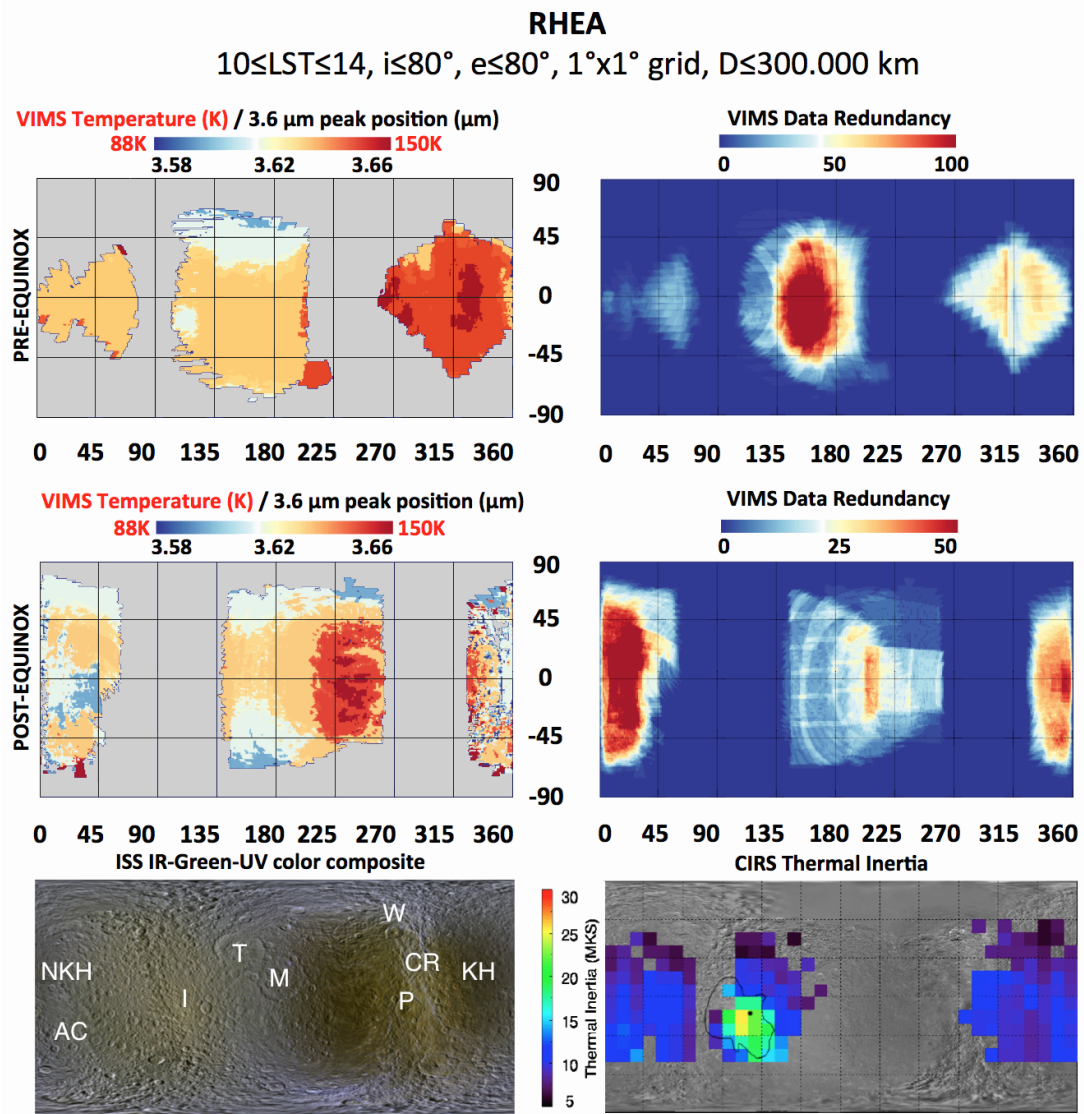 RHEA
10≤LST≤14, i≤80°, e≤80°, 1°x1° grid, D≤300.000 km
VIMS Temperature (K) / 3.6 μm peak position (μm)
88K 150K
3.58 3.62 3.66
VIMS Data Redundancy
0 50 100
PRE-EQUINOX
90
45
0
-45
-90
0 45 90 135 180 225 270 315 360
0 45 90 135 180 225 270 315 360
VIMS Temperature (K) / 3.6 μm peak position (μm)
88K 150K
3.58 3.62 3.66
VIMS Data Redundancy
0 25 50
POST-EQUINOX
90
45
0
-45
-90
0 45 90 135 180 225 270 315 360
0 45 90 135 180 225 270 315 360
ISS IR-Green-UV color composite
W
T
CR
NKH
M
KH
I
P
AC
CIRS Thermal Inertia
30
25
20
15
10
5
Thermal Inertia (MKS)